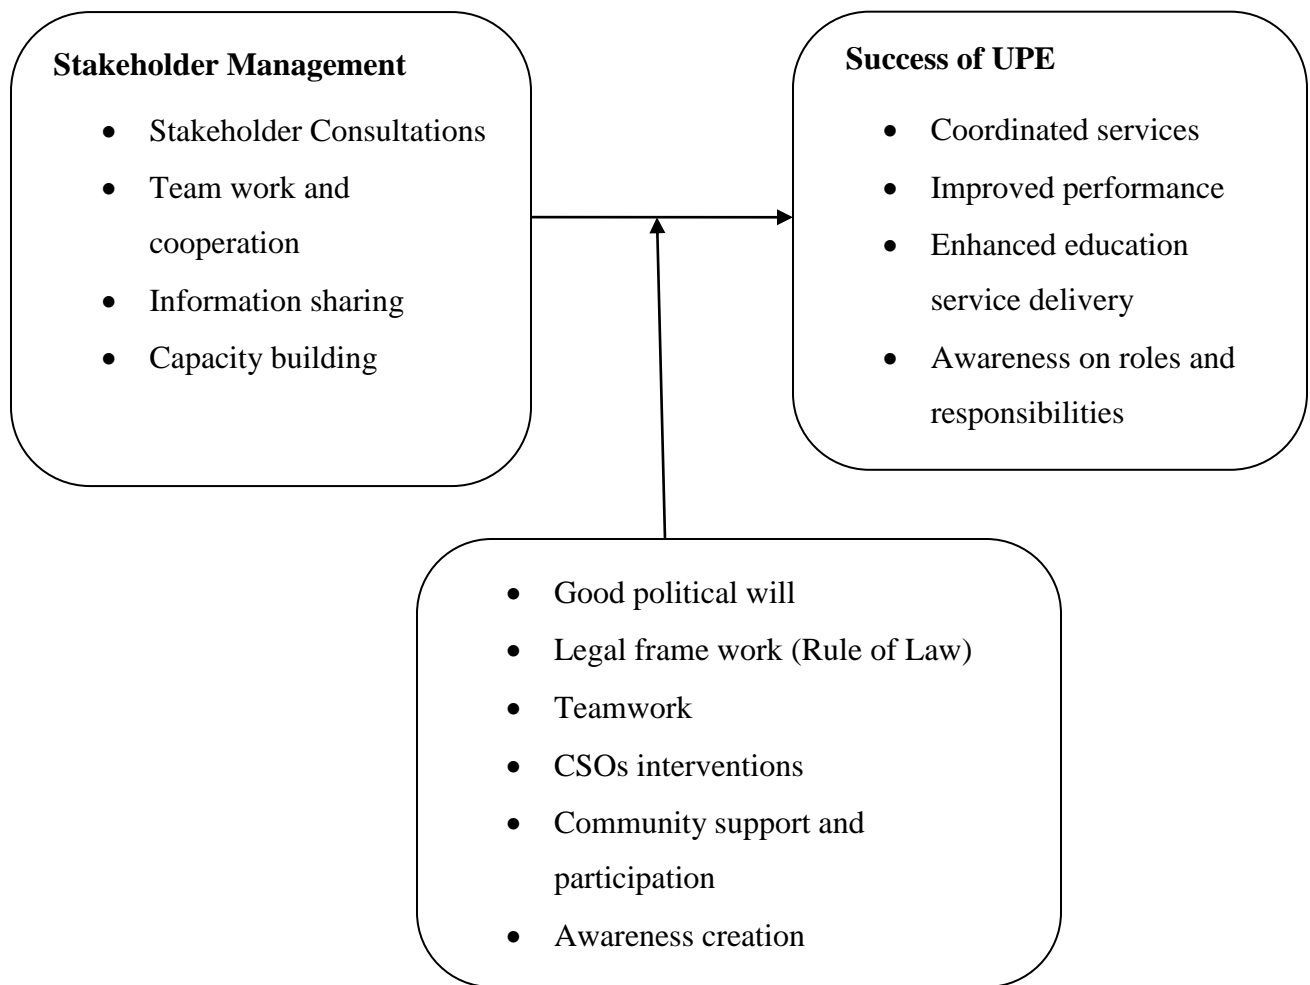 Stakeholder Management
• Stakeholder Consultations
• Team work and
cooperation
• Information sharing
• Capacity building
Success of UPE
• Coordinated services
• Improved performance
• Enhanced education
service delivery
• Awareness on roles and
responsibilities
• Good political will
• Legal frame work (Rule of Law)
• Teamwork
• CSOs interventions
• Community support and
participation
• Awareness creation